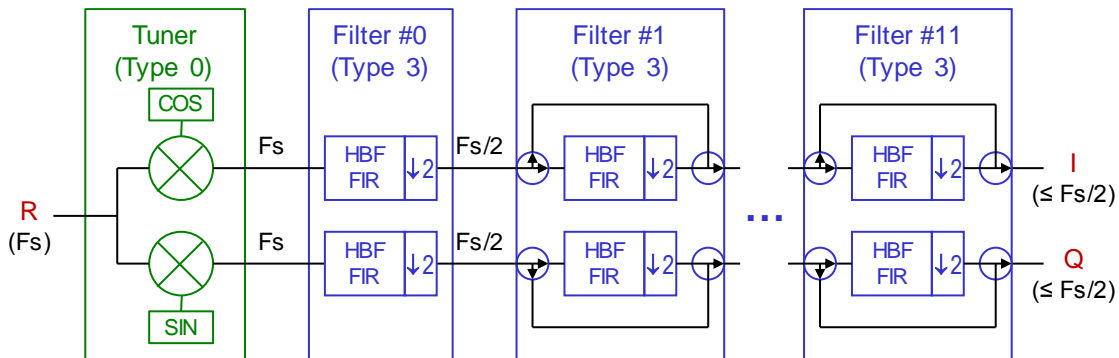 Tuner
(Type 0)
Filter #0
(Type 3)
Filter #1
(Type 3)
Filter #11
(Type 3)
COS
Fs
HBF
FIR
↓2
Fs/2
HBF
FIR
↓2
HBF
FIR
↓2
I
(≤ Fs/2)
R
(Fs)
...
Fs
HBF
FIR
↓2
Fs/2
HBF
FIR
↓2
HBF
FIR
↓2
Q
(≤ Fs/2)
SIN